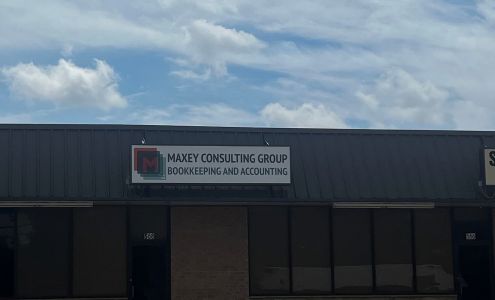 M
MAXEY CONSULTING GROUP
BOOKKEEPING AND ACCOUNTING
S